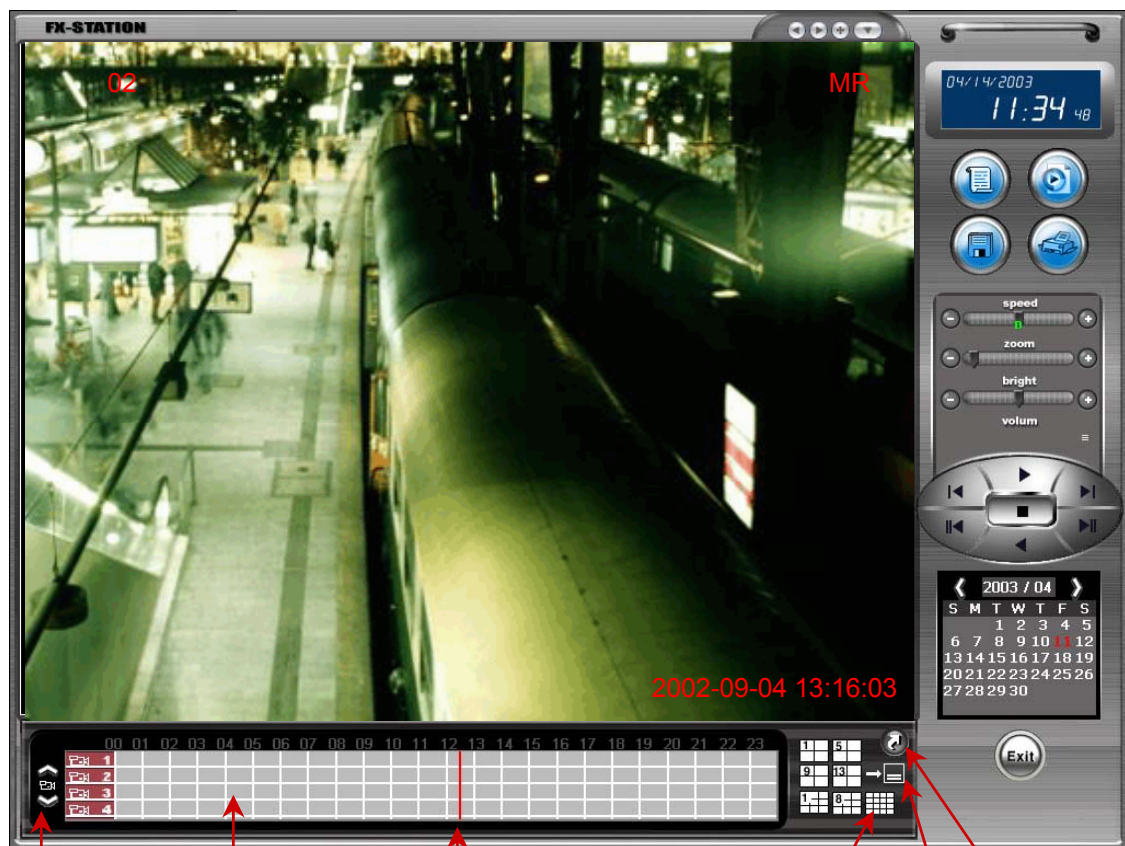 FX-STATION
02 MR
04/14/2003
11:34 48
speed
n
zoom
bright
volum
2003 / 04
S M T W T F S
1 2 3 4 5
6 7 8 9 10 11 12
13 14 15 16 17 18 19
20 21 22 23 24 25 26
27 28 29 30
2002-09-04 13:16:03
00 01 02 03 04 05 06 07 08 09 10 11 12 13 14 15 16 17 18 19 20 21 22 23
1
2
3
4
1 5
9 13
1 8
Exit